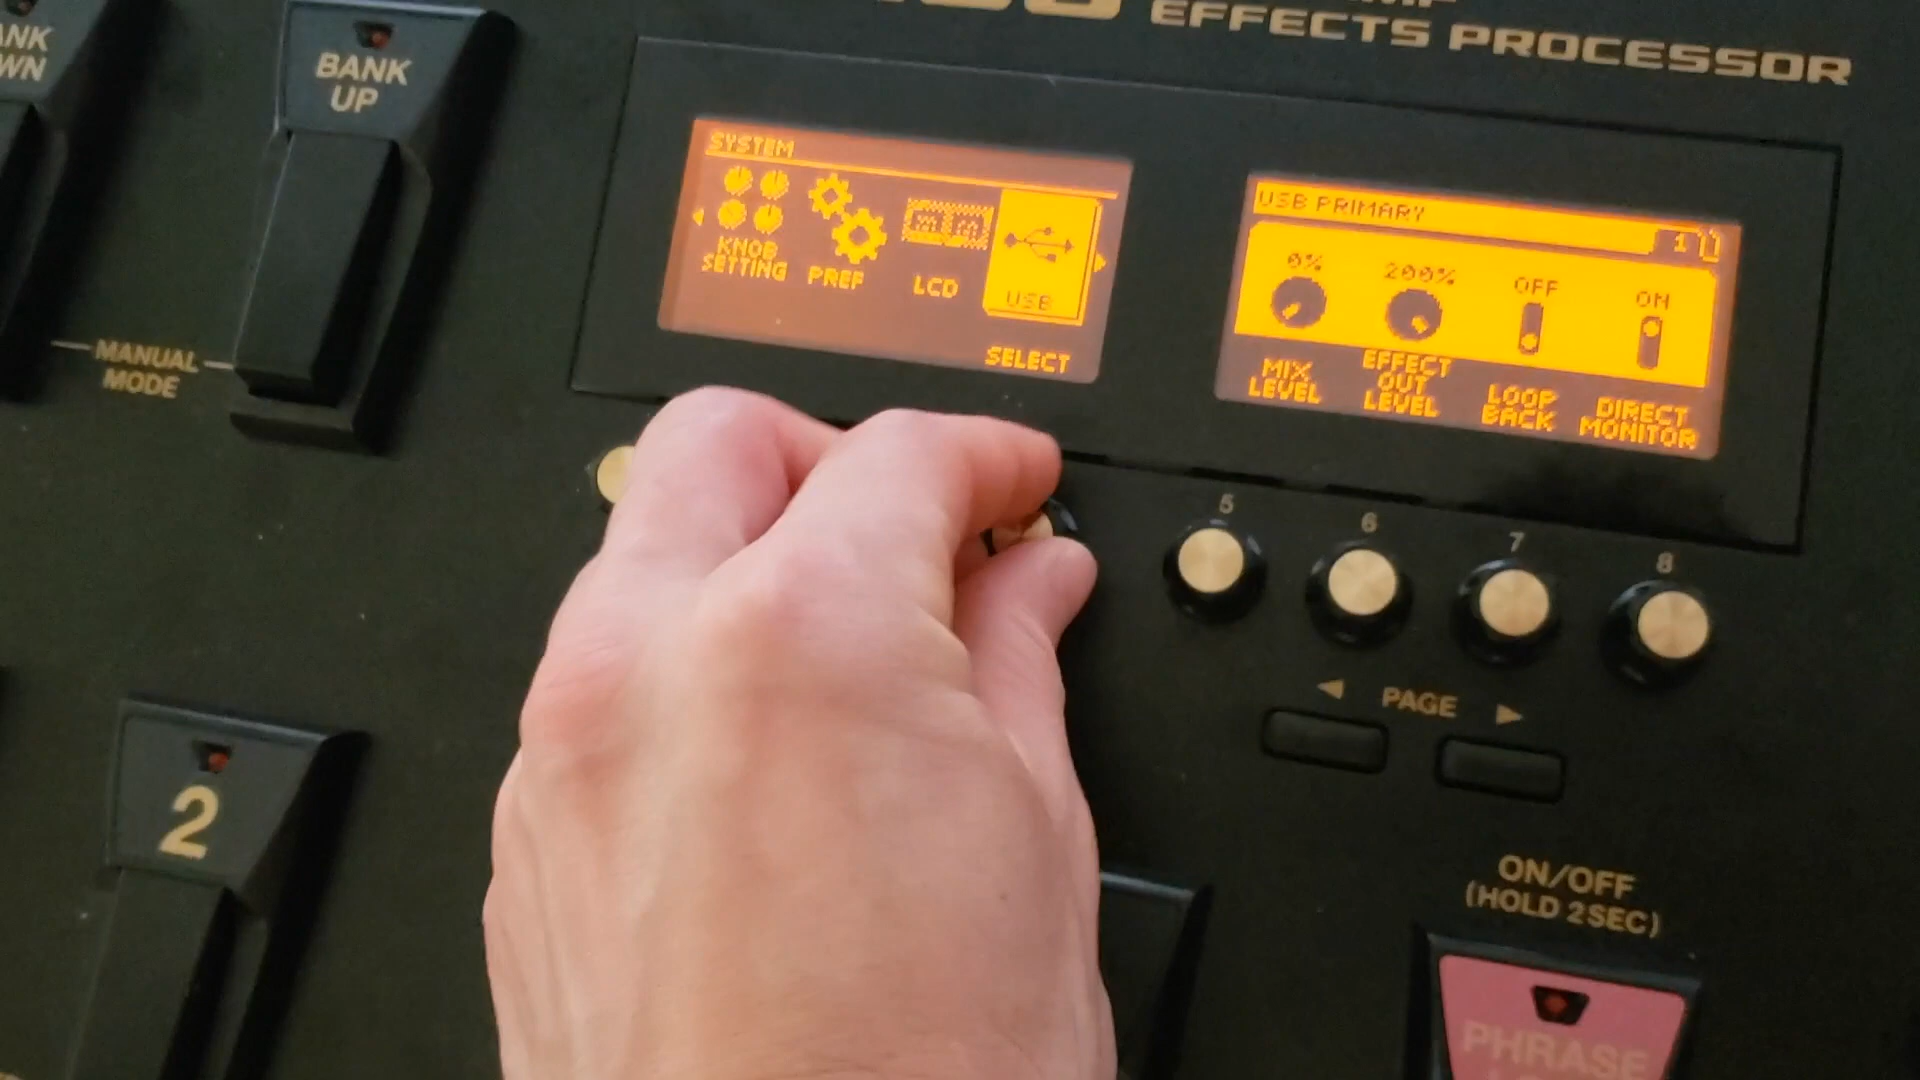 EFFECTS PROCESSOR
BANK
UP
MANUAL
MODE
SYSTEM
KNOB
SETTING
PREF
LCD
USB
SELECT
USB PRIMARY
1
0%
200%
OFF
ON
MIX
LEVEL
EFFECT
OUT
LEVEL
LOOP
BACK
DIRECT
MONITOR
5
6
7
8
PAGE
2
ON/OFF
(HOLD 2SEC)
PHRASE